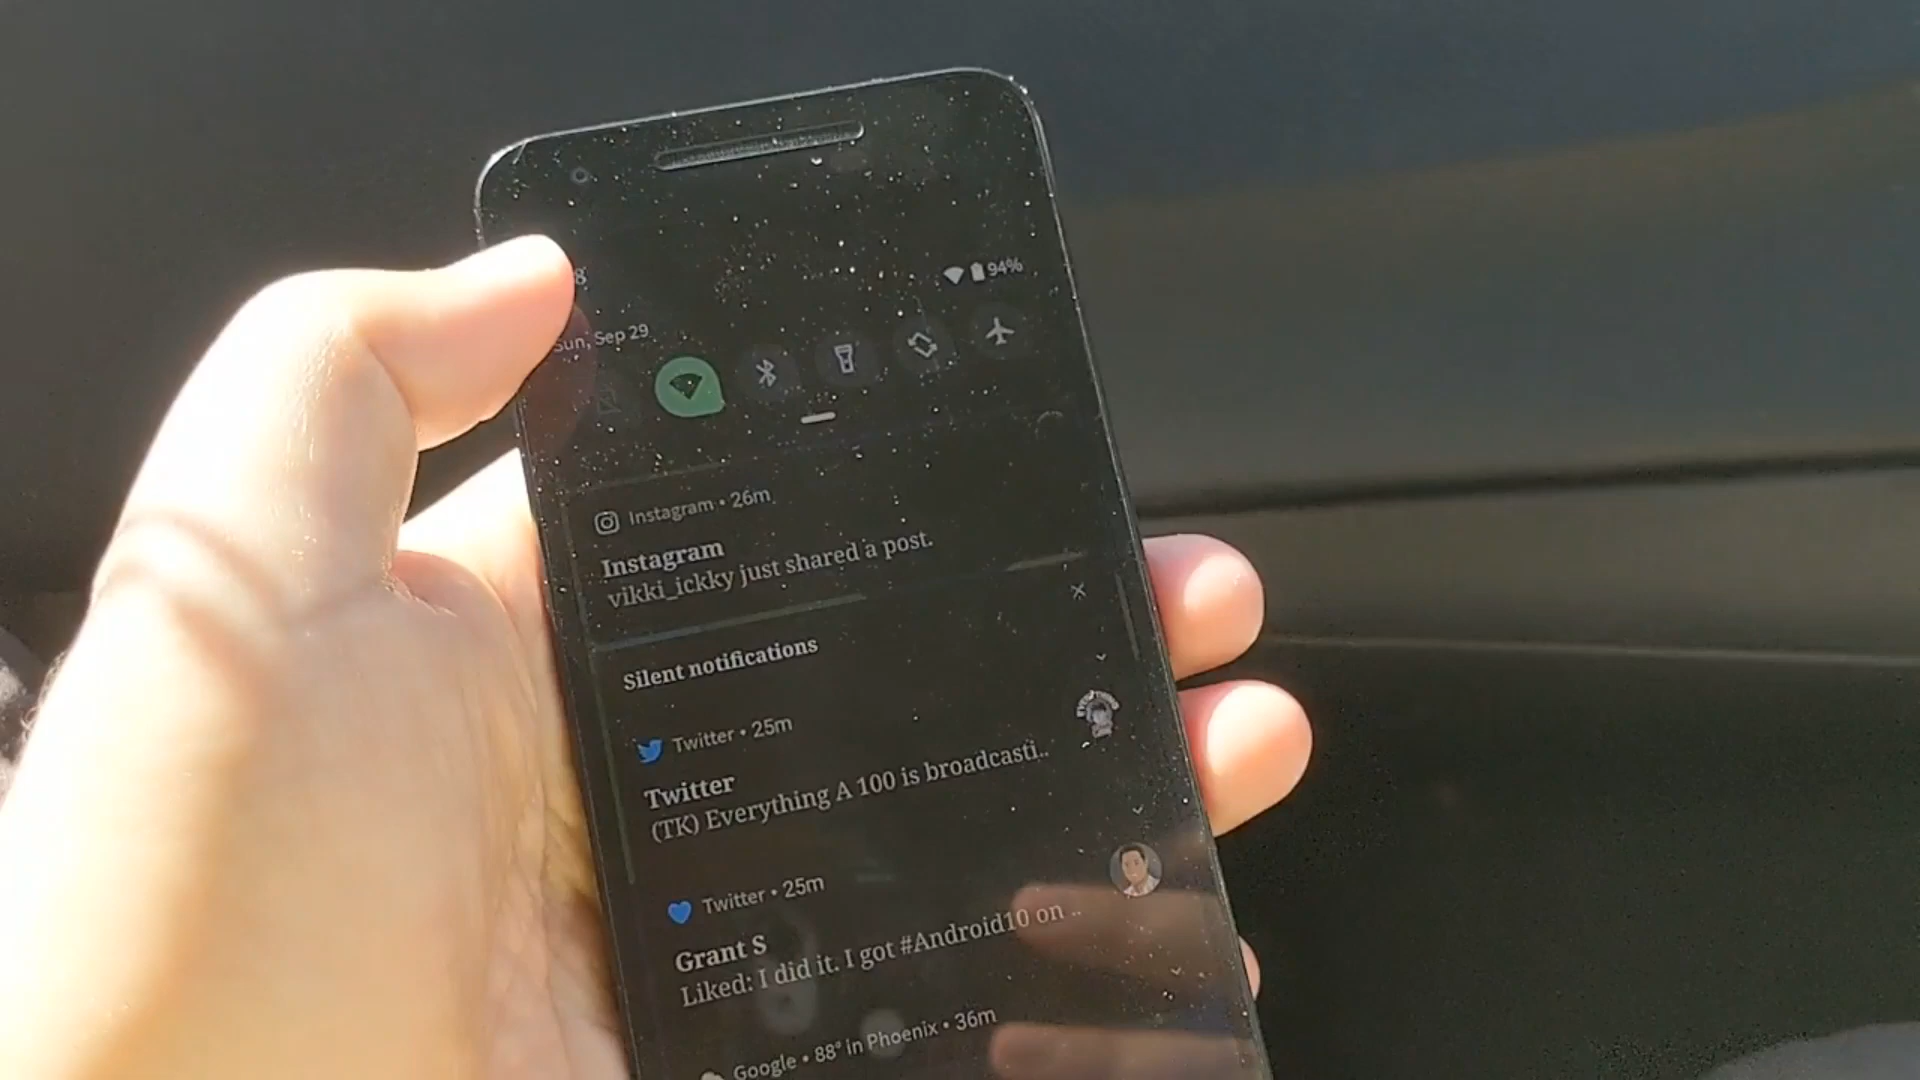 94%
Sun, Sep 29
Instagram • 26m
Instagram
vikki_ickky just shared a post.
Silent notifications
Twitter • 25m
Twitter
(TK) Everything A 100 is broadcasti..
Twitter • 25m
Grant S
Liked: I did it. I got #Android10 on ..
Google • 88° in Phoenix • 36m